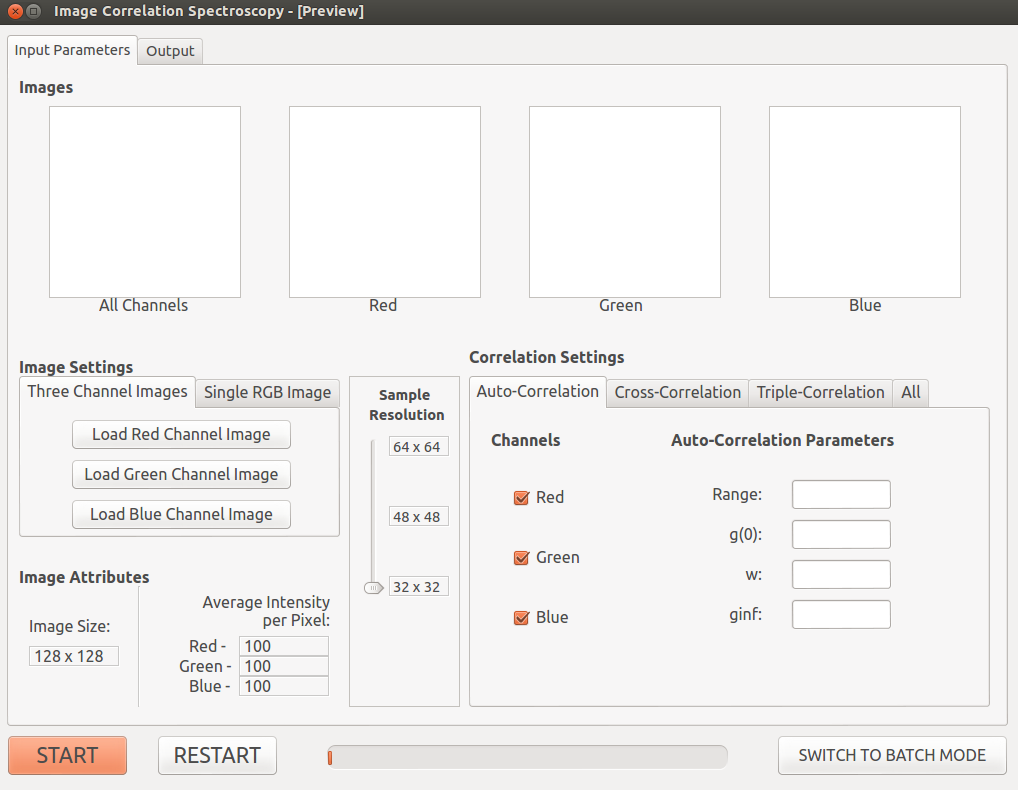 Image Correlation Spectroscopy - [Preview]
Input Parameters
Output
Images
All Channels
Red
Green
Blue
Image Settings
Three Channel Images
Single RGB Image
Load Red Channel Image
Load Green Channel Image
Load Blue Channel Image
Image Attributes
Image Size:
128 x 128
Average Intensity
per Pixel:
Red - 100
Green - 100
Blue - 100
Sample
Resolution
64 x 64
48 x 48
32 x 32
Correlation Settings
Auto-Correlation
Cross-Correlation
Triple-Correlation
All
Channels
Red
Green
Blue
Auto-Correlation Parameters
Range:
g(0):
w:
ginf:
START
RESTART
SWITCH TO BATCH MODE